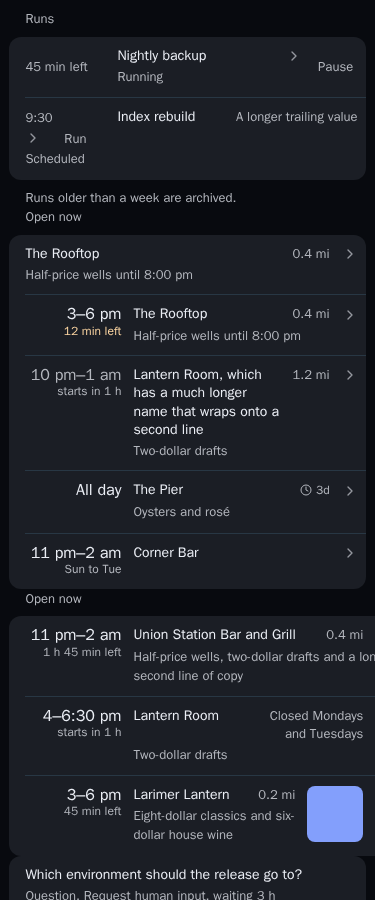 Runs
45 min left
Nightly backup
Running
Pause
9:30
Run
Scheduled
Index rebuild
A longer trailing value
Runs older than a week are archived.
Open now
The Rooftop
0.4 mi
Half-price wells until 8:00 pm
3–6 pm
12 min left
The Rooftop
0.4 mi
Half-price wells until 8:00 pm
10 pm–1 am
starts in 1 h
Lantern Room, which
has a much longer
name that wraps onto a
second line
1.2 mi
Two-dollar drafts
All day
The Pier
3d
Oysters and rosé
11 pm–2 am
Sun to Tue
Corner Bar
Open now
11 pm–2 am
1 h 45 min left
Union Station Bar and Grill
0.4 mi
Half-price wells, two-dollar drafts and a lon
second line of copy
4–6:30 pm
starts in 1 h
Lantern Room
Closed Mondays
and Tuesdays
Two-dollar drafts
3–6 pm
45 min left
Larimer Lantern
0.2 mi
Eight-dollar classics and six-
dollar house wine
Which environment should the release go to?
Question, Request human input, waiting 3 h